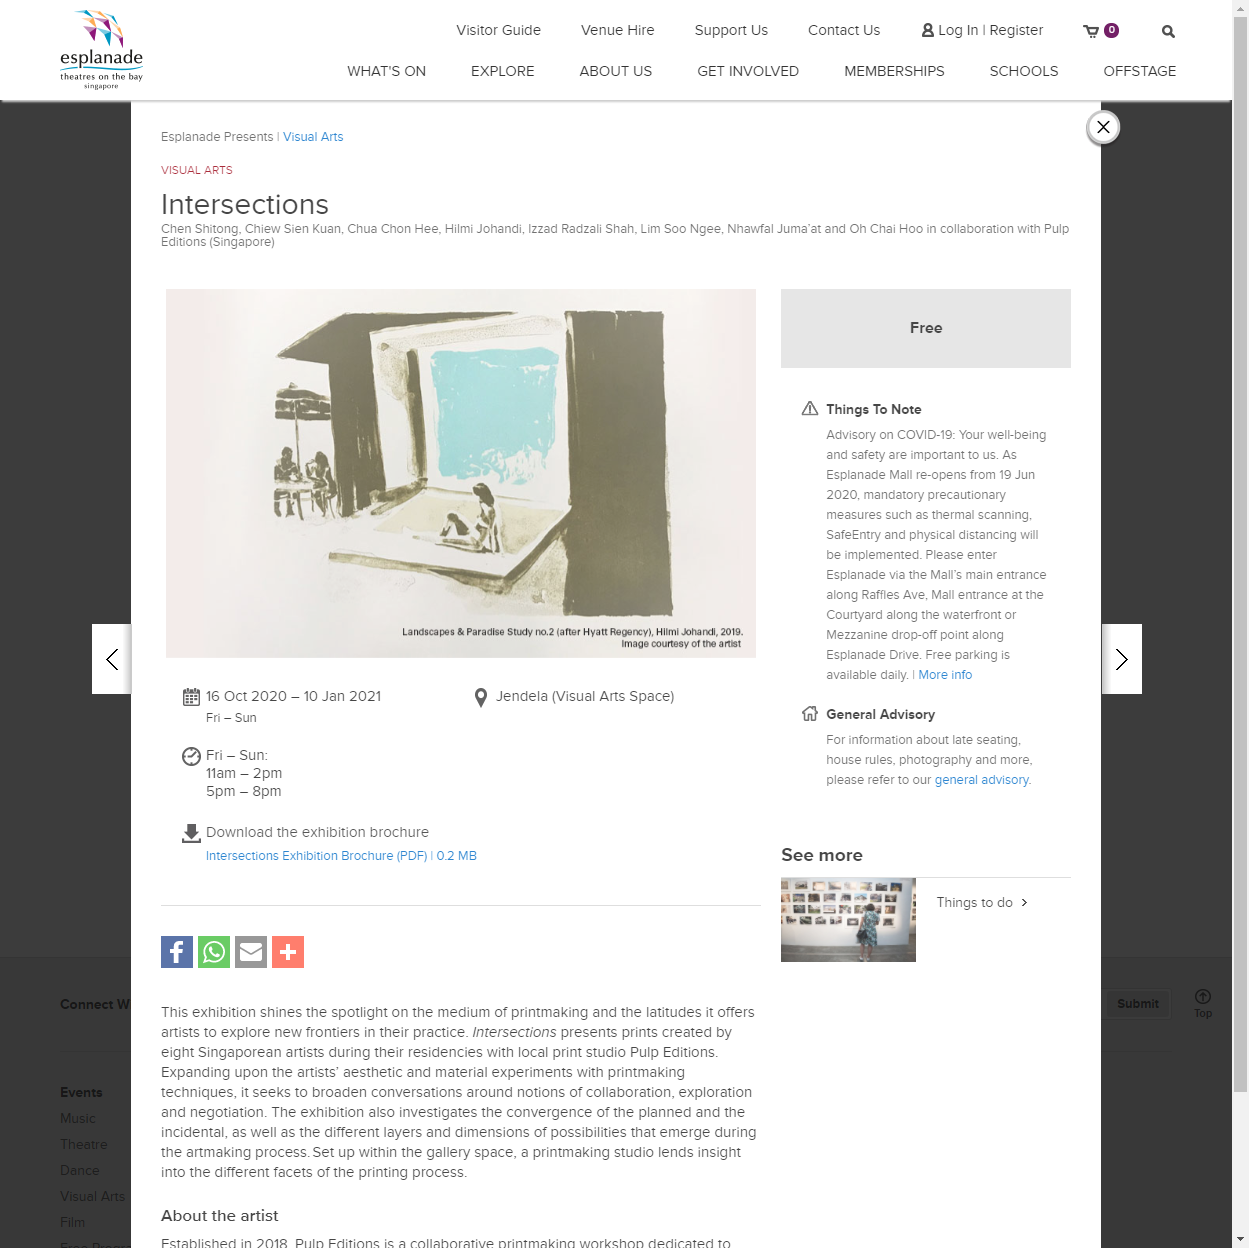 esplanade
theatres on the bay
singapore
Visitor Guide
Venue Hire
Support Us
Contact Us
Log In | Register
0
WHAT'S ON
EXPLORE
ABOUT US
GET INVOLVED
MEMBERSHIPS
SCHOOLS
OFFSTAGE
Esplanade Presents | Visual Arts
VISUAL ARTS
Intersections
Chen Shitong, Chiew Sien Kuan, Chua Chon Hee, Hilmi Johandi, Izzad Radzali Shah, Lim Soo Ngee, Nhawfal Juma'at and Oh Chai Hoo in collaboration with Pulp
Editions (Singapore)
Landscapes & Paradise Study no.2 (after Hyatt Regency), Hilmi Johandi, 2019.
Image courtesy of the artist
16 Oct 2020 – 10 Jan 2021
Fri – Sun
Jendela (Visual Arts Space)
Fri – Sun:
11am – 2pm
5pm – 8pm
Download the exhibition brochure
Intersections Exhibition Brochure (PDF) | 0.2 MB
Free
Things To Note
Advisory on COVID-19: Your well-being
and safety are important to us. As
Esplanade Mall re-opens from 19 Jun
2020, mandatory precautionary
measures such as thermal scanning,
SafeEntry and physical distancing will
be implemented. Please enter
Esplanade via the Mall's main entrance
along Raffles Ave, Mall entrance at the
Courtyard along the waterfront or
Mezzanine drop-off point along
Esplanade Drive. Free parking is
available daily. | More info
General Advisory
For information about late seating,
house rules, photography and more,
please refer to our general advisory.
See more
Things to do
This exhibition shines the spotlight on the medium of printmaking and the latitudes it offers
artists to explore new frontiers in their practice. Intersections presents prints created by
eight Singaporean artists during their residencies with local print studio Pulp Editions.
Expanding upon the artists' aesthetic and material experiments with printmaking
techniques, it seeks to broaden conversations around notions of collaboration, exploration
and negotiation. The exhibition also investigates the convergence of the planned and the
incidental, as well as the different layers and dimensions of possibilities that emerge during
the artmaking process. Set up within the gallery space, a printmaking studio lends insight
into the different facets of the printing process.
About the artist
Established in 2018, Pulp Editions is a collaborative printmaking workshop dedicated to
Connect W
Submit
Top
Events
Music
Theatre
Dance
Visual Arts
Film